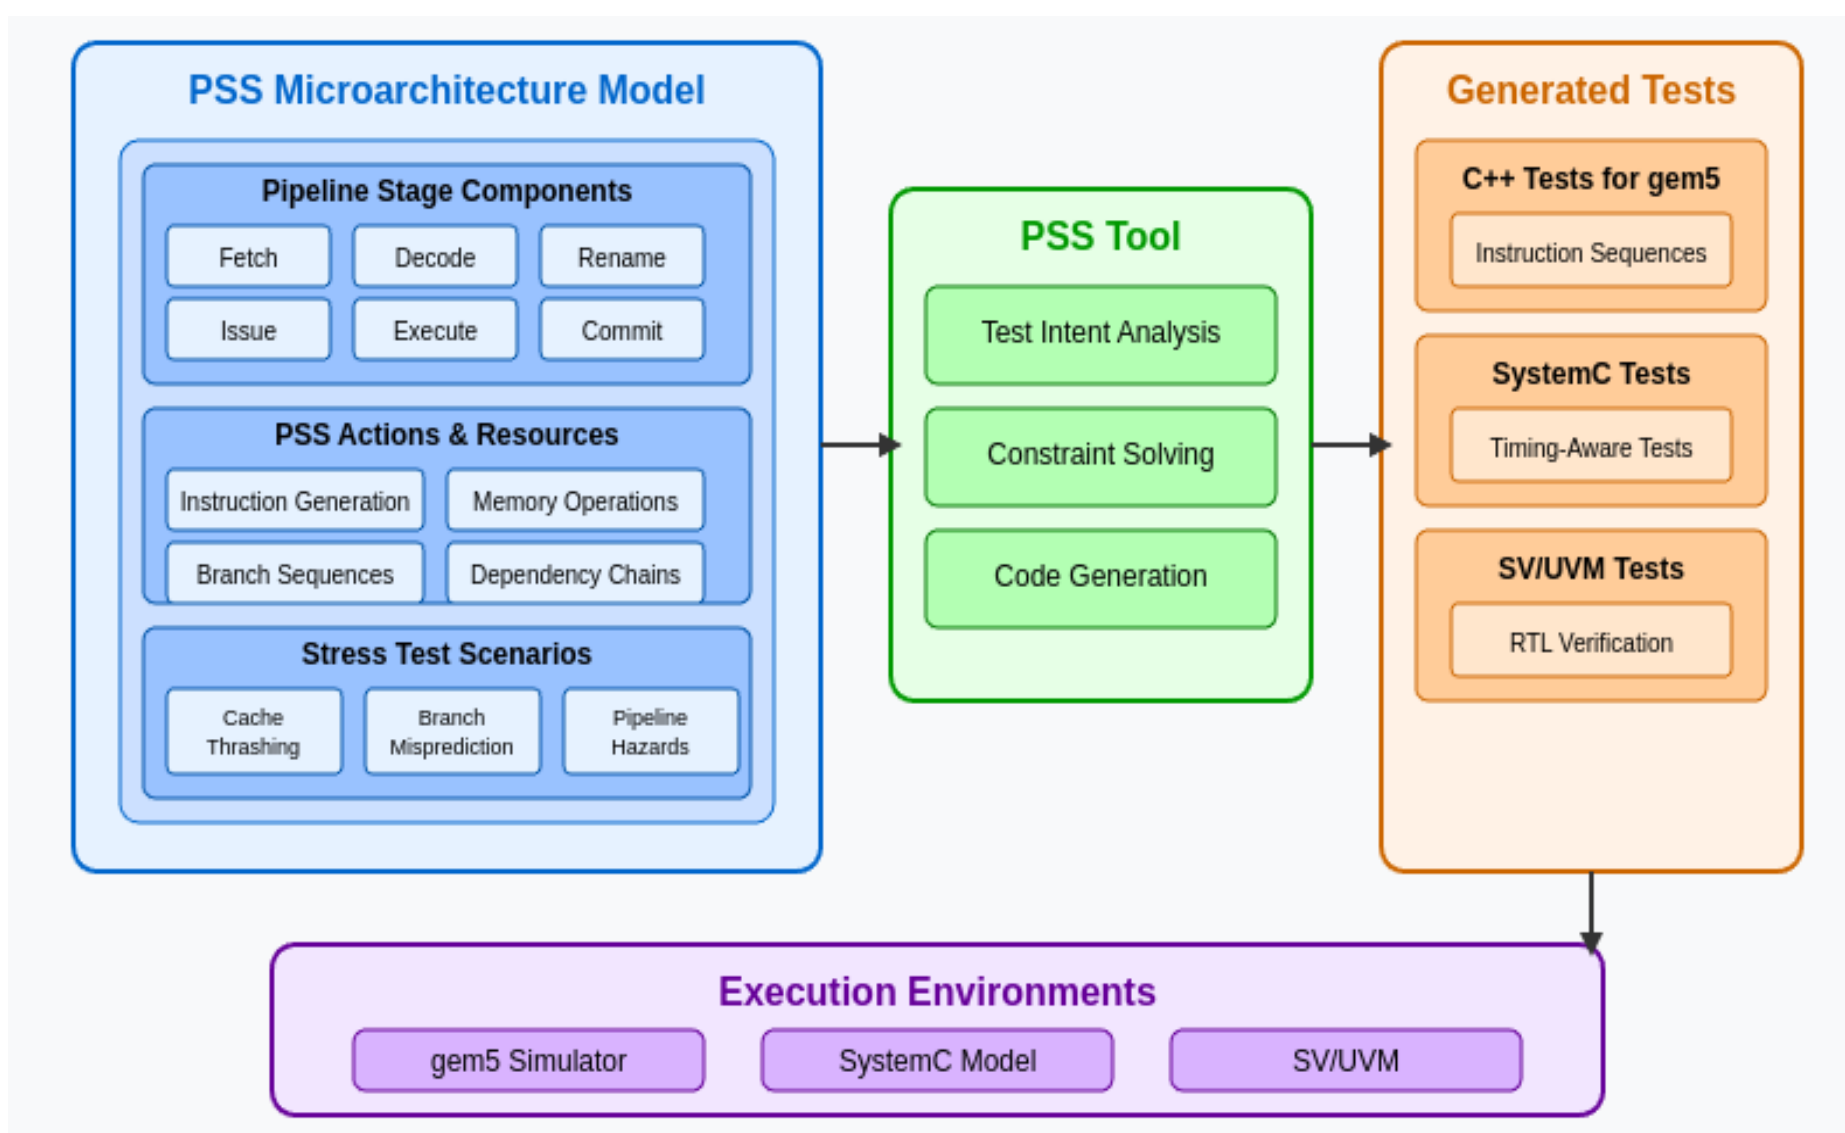 PSS Microarchitecture Model
Pipeline Stage Components
Fetch
Decode
Rename
Issue
Execute
Commit
PSS Actions & Resources
Instruction Generation
Memory Operations
Branch Sequences
Dependency Chains
Stress Test Scenarios
Cache
Thrashing
Branch
Misprediction
Pipeline
Hazards
PSS Tool
Test Intent Analysis
Constraint Solving
Code Generation
Generated Tests
C++ Tests for gem5
Instruction Sequences
SystemC Tests
Timing-Aware Tests
SV/UVM Tests
RTL Verification
Execution Environments
gem5 Simulator
SystemC Model
SV/UVM